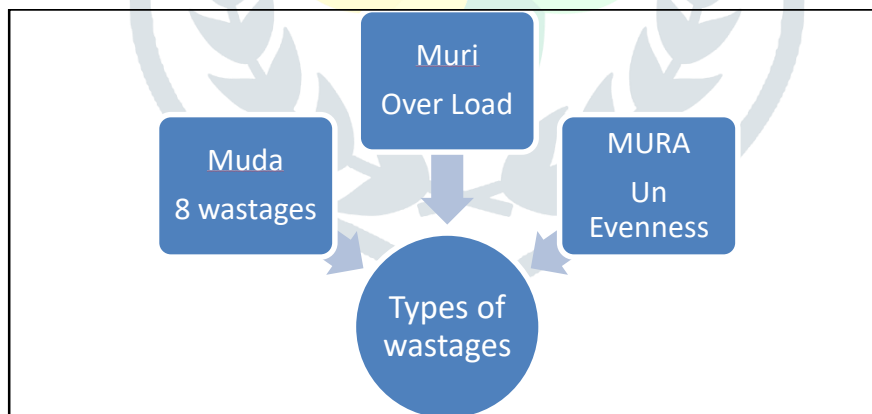 Muri
Over Load
Muda
8 wastages
MURA
Un
Evenness
Types of
wastages